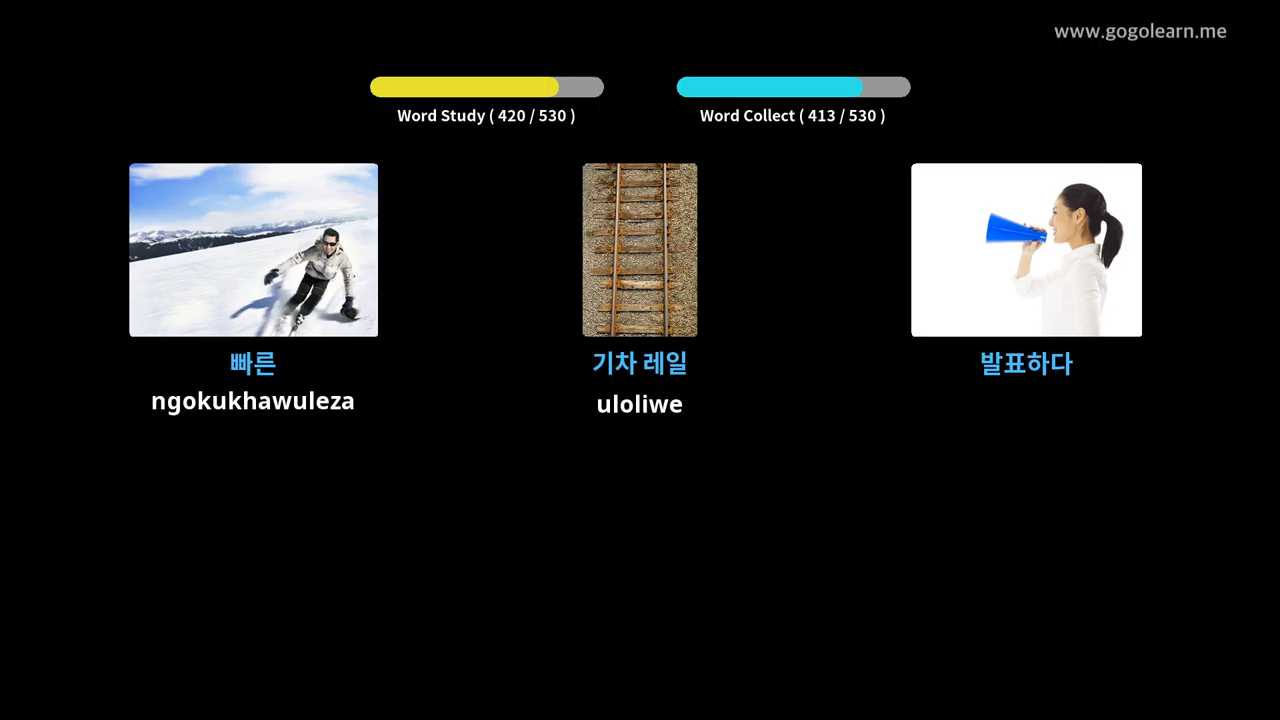 www.gogolearn.me
Word Study ( 420 / 530 )
Word Collect ( 413 / 530 )
빠른
기차 레일
발표하다
ngokukhawuleza
uloliwe